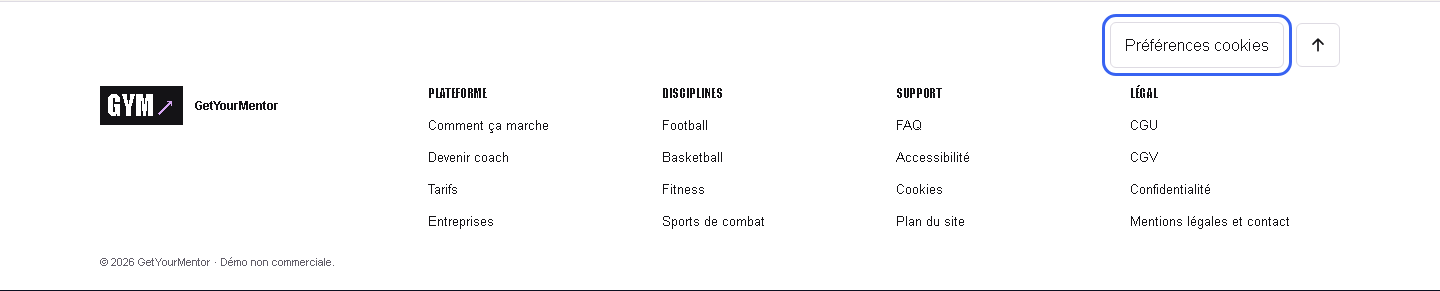 Préférences cookies
GYM
GetYourMentor
PLATEFORME
Comment ça marche
Devenir coach
Tarifs
Entreprises
DISCIPLINES
Football
Basketball
Fitness
Sports de combat
SUPPORT
FAQ
Accessibilité
Cookies
Plan du site
LÉGAL
CGU
CGV
Confidentialité
Mentions légales et contact
© 2026 GetYourMentor · Démo non commerciale.